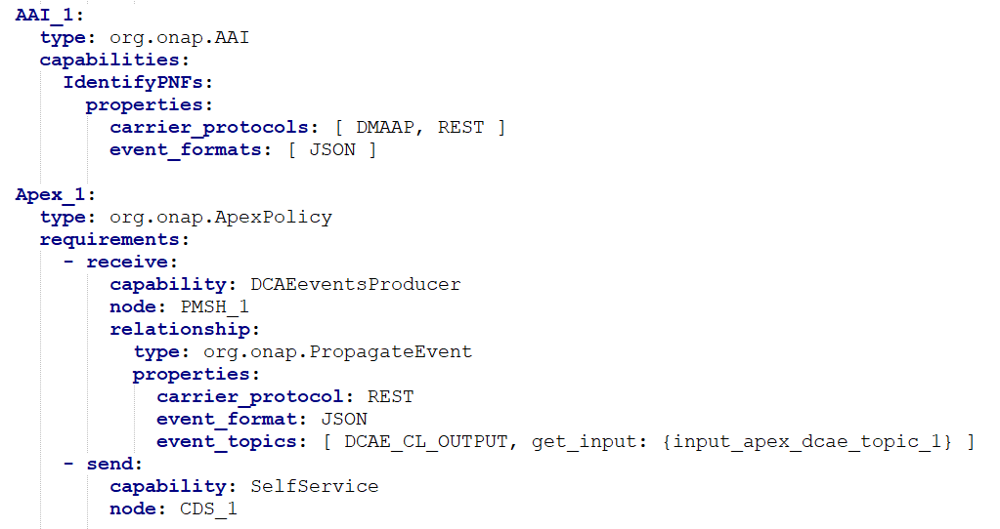 AAI_1:
  type: org.onap.AAI
  capabilities:
    IdentifyPNFs:
      properties:
        carrier_protocols: [ DMAAP, REST ]
        event_formats: [ JSON ]

Apex_1:
  type: org.onap.ApexPolicy
  requirements:
    - receive:
        capability: DCAEeventsProducer
        node: PMSH_1
        relationship:
          type: org.onap.PropagateEvent
          properties:
            carrier_protocol: REST
            event_format: JSON
            event_topics: [ DCAE_CL_OUTPUT, get_input: {input_apex_dcae_topic_1} ]
    - send:
        capability: SelfService
        node: CDS_1